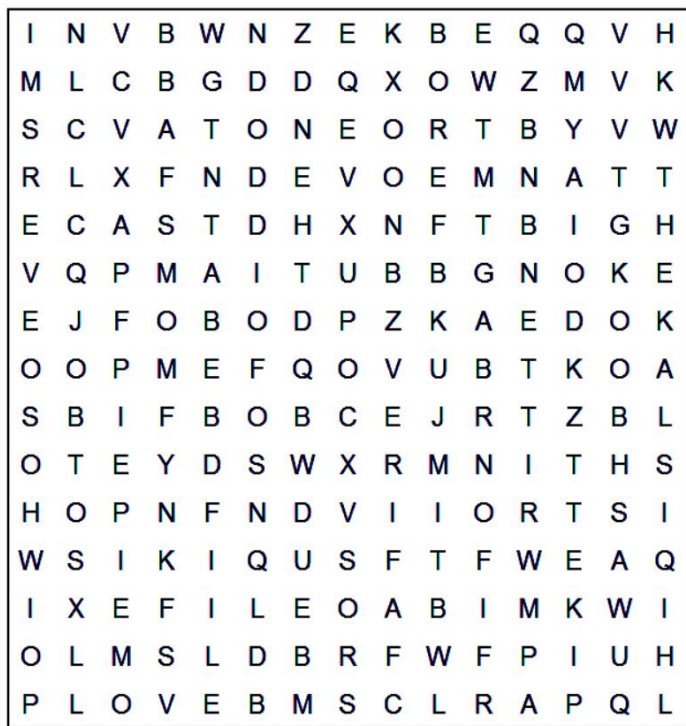 I N V B W N Z E K B E Q Q V H
M L C B G D D Q X O W Z M V K
S C V A T O N E O R T B Y V W
R L X F N D E V O E M N A T T
E C A S T D H X N F T B I G H
V Q P M A I T U B B G N O K E
E J F O B O D P Z K A E D O K
O O P M E F Q O V U B T K O A
S B I F B O B C E J R T Z B L
O T E Y D S W X R M N I T H S
H O P N F N D V I I O R T S I
W S I K I Q U S F T F W E A Q
I X E F I L E O A B I M K W I
O L M S L D B R F W F P I U H
P L O V E B M S C L R A P Q L